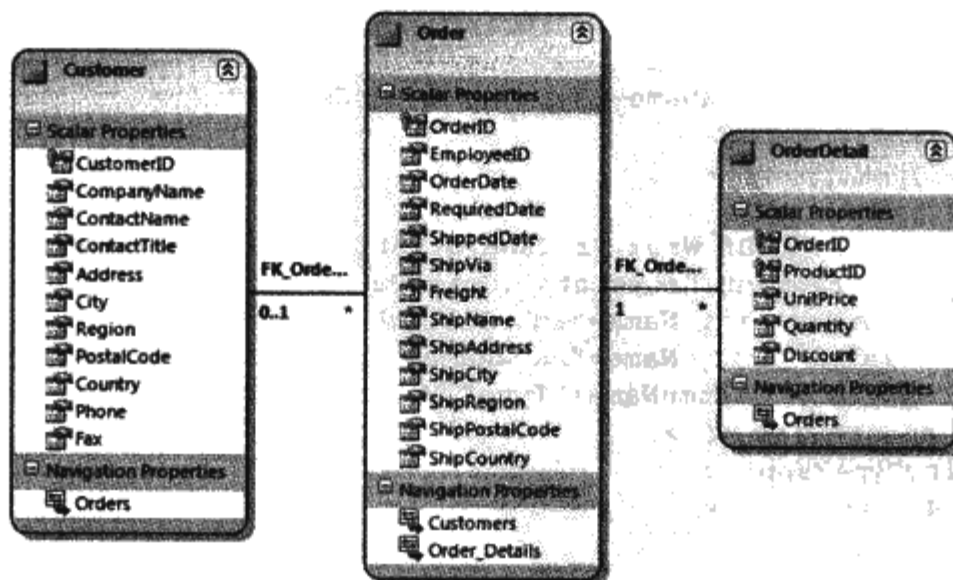 Customer
Scalar Properties
CustomerID
CompanyName
ContactName
ContactTitle
Address
City
Region
PostalCode
Country
Phone
Fax
Navigation Properties
Orders
FK_Orde...
0..1 *
Order
Scalar Properties
OrderID
EmployeeID
OrderDate
RequiredDate
ShippedDate
ShipVia
Freight
ShipName
ShipAddress
ShipCity
ShipRegion
ShipPostalCode
ShipCountry
Navigation Properties
Customers
Order_Details
FK_Orde...
1 *
OrderDetail
Scalar Properties
OrderID
ProductID
UnitPrice
Quantity
Discount
Navigation Properties
Orders